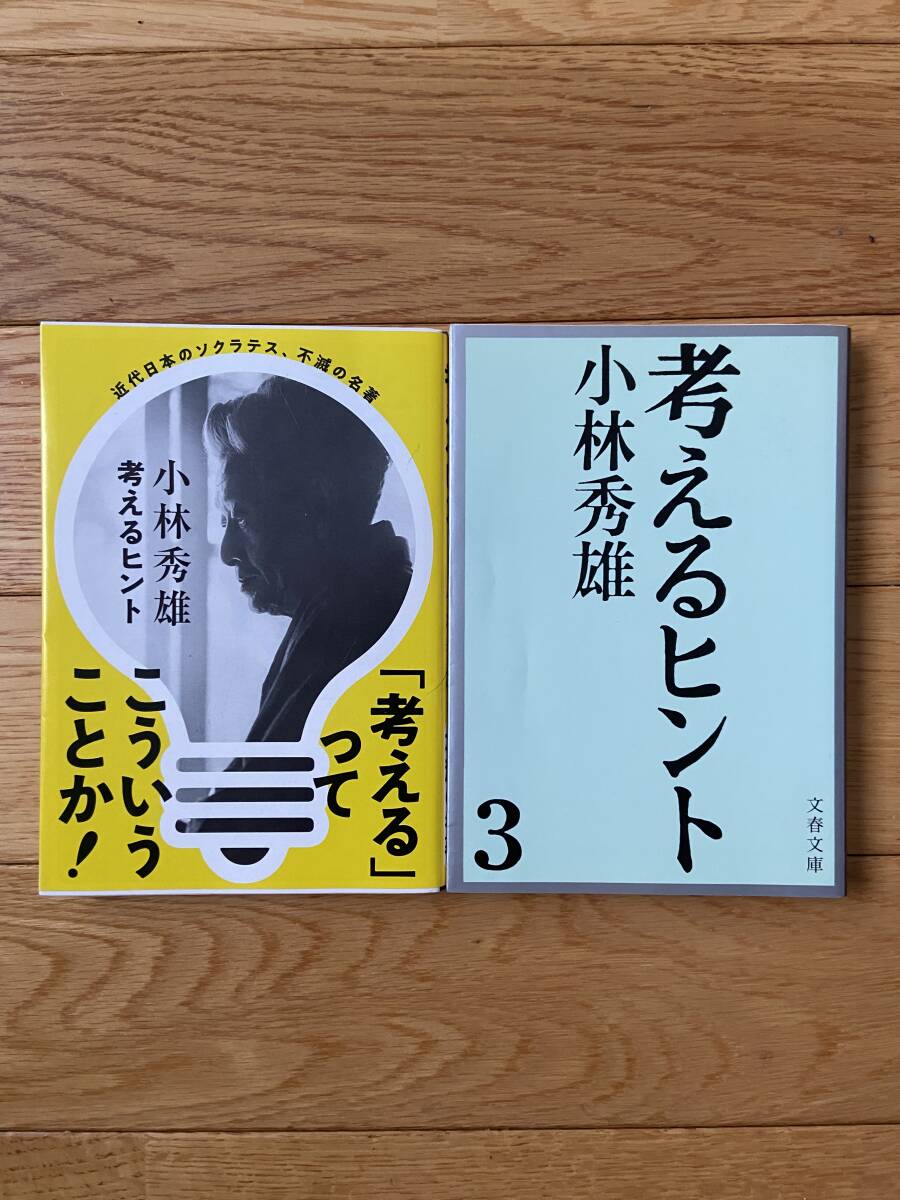 近代日本のソクラテス、不滅の名著
小林秀雄
考えるヒント
「考える」
って
こういう
ことか!
考えるヒント
小林秀雄
3
文春文庫